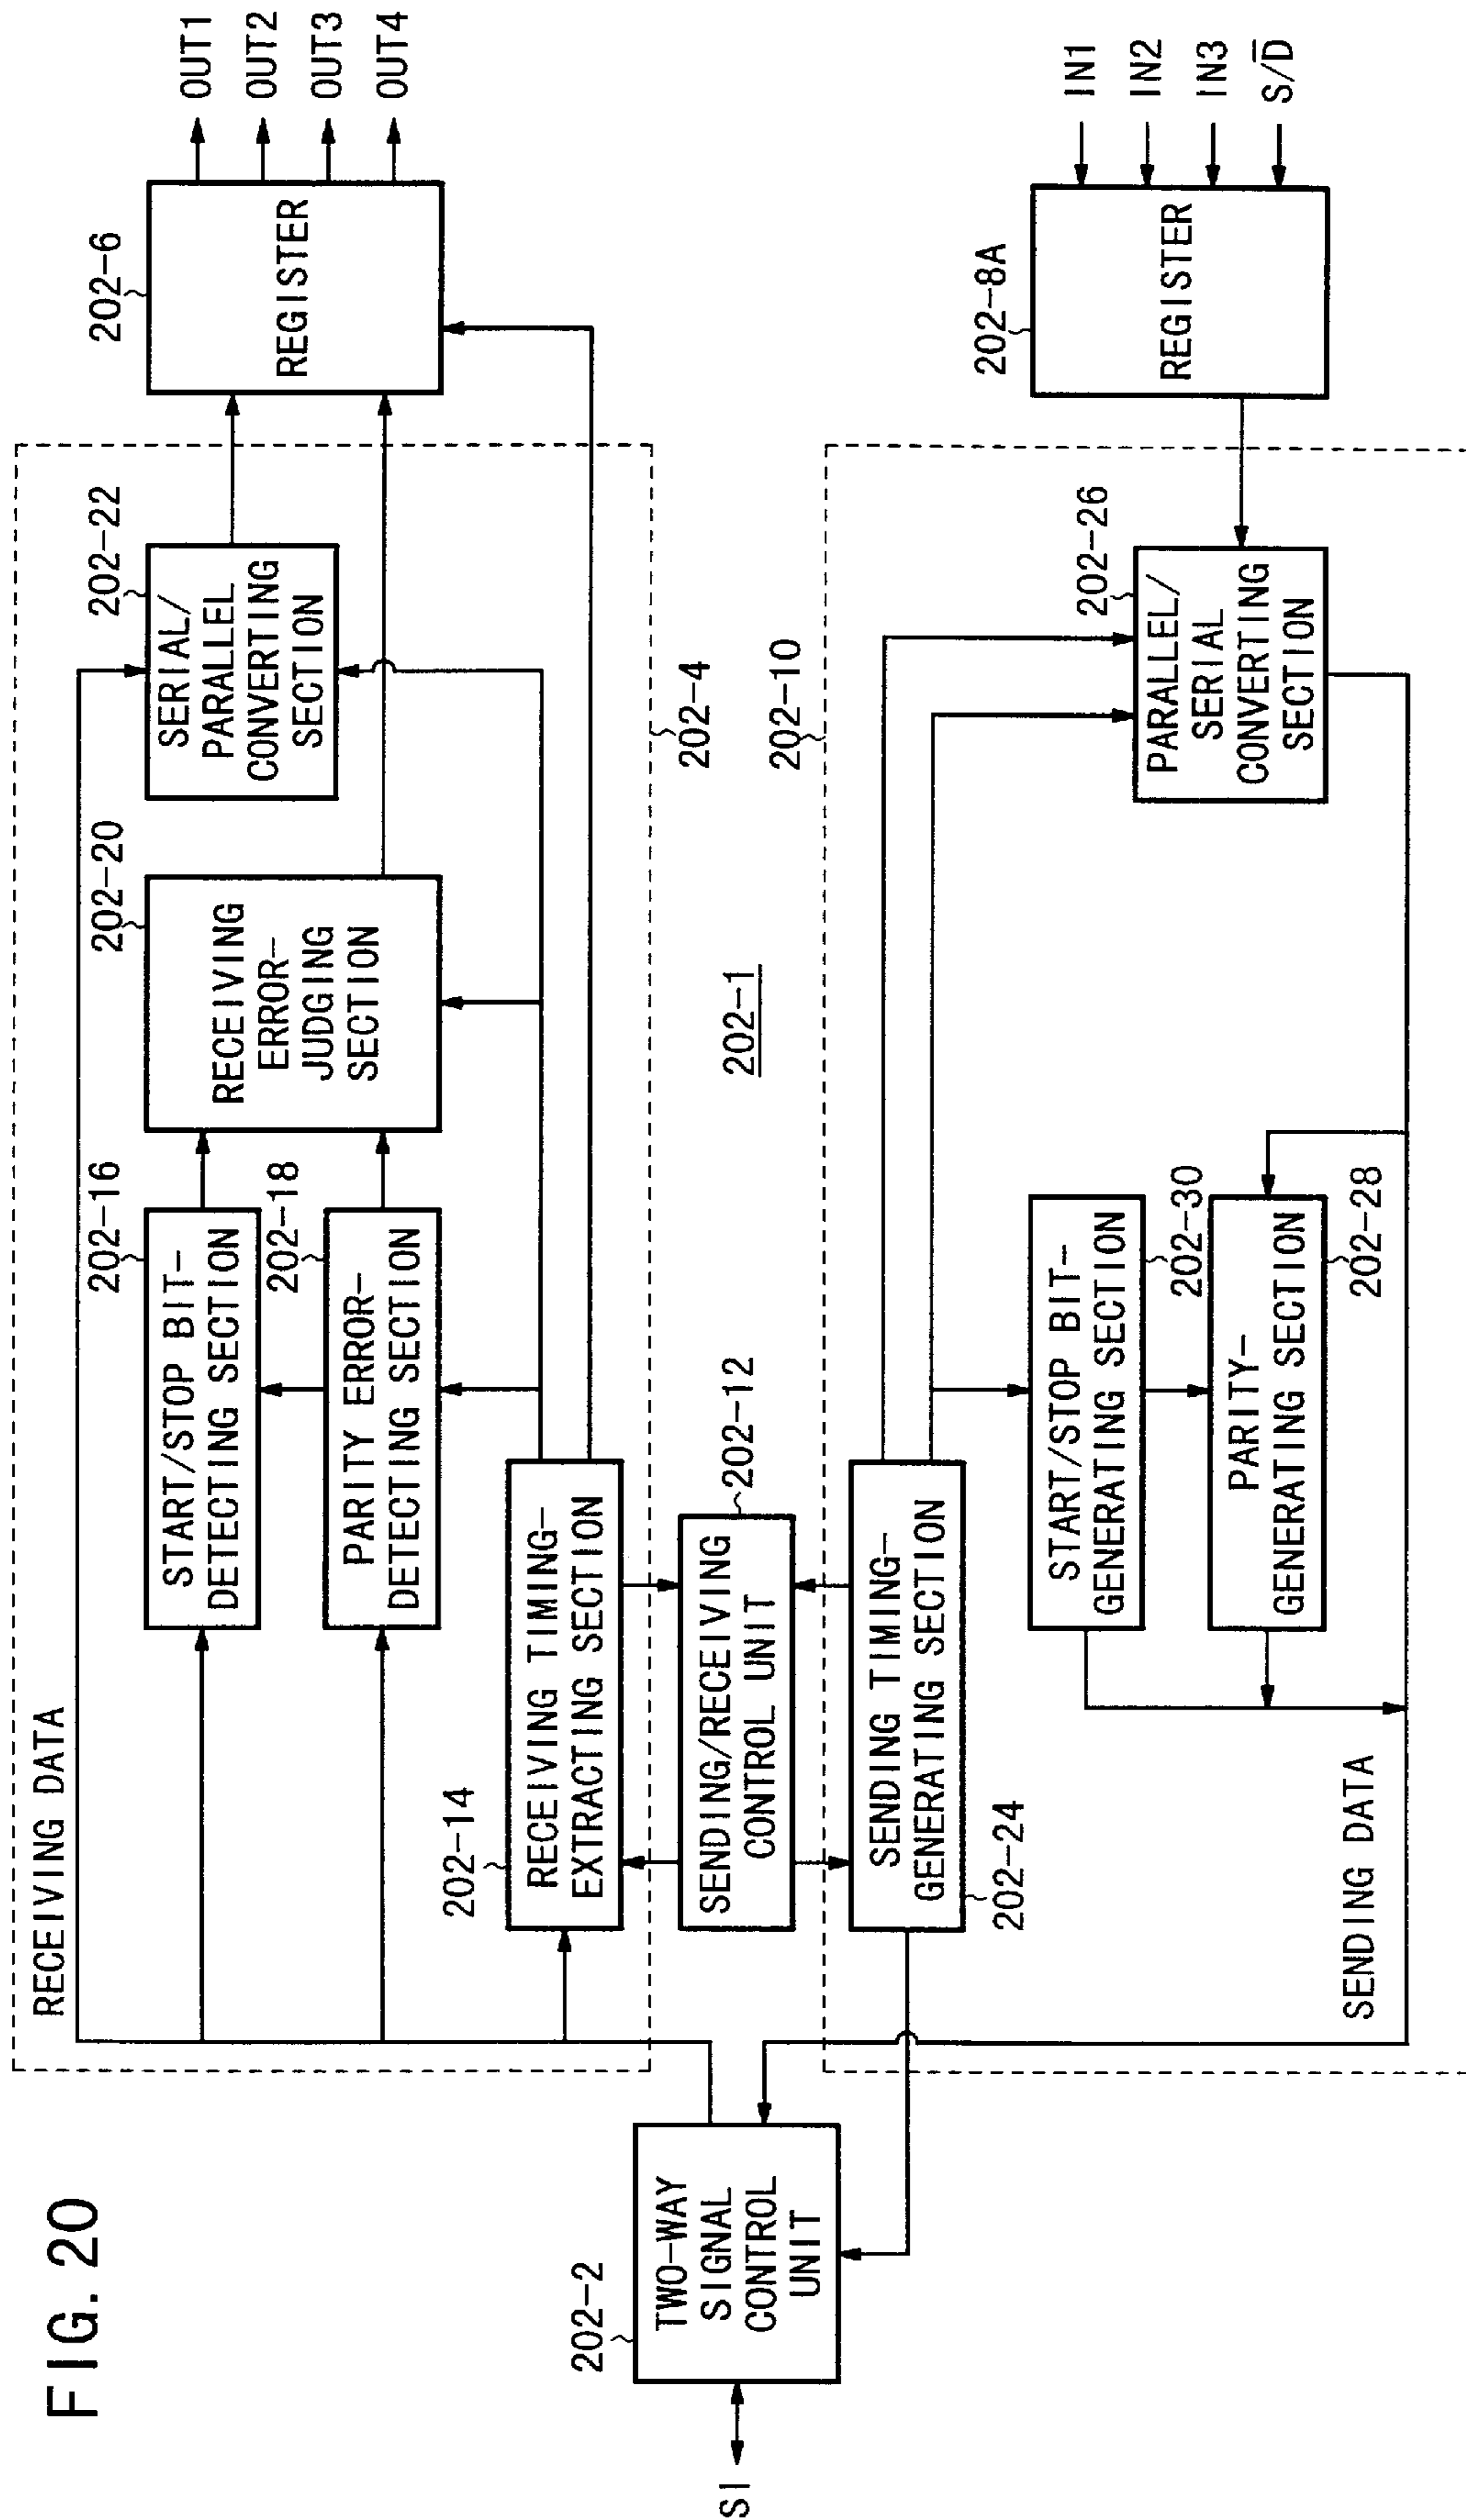 FIG. 20
SI
202-2
TWO-WAY
SIGNAL
CONTROL
UNIT
RECEIVING DATA
202-16
START/STOP BIT-
DETECTING SECTION
202-18
PARITY ERROR-
DETECTING SECTION
202-20
RECEIVING
ERROR-
JUDGING
SECTION
202-22
SERIAL/
PARALLEL
CONVERTING
SECTION
202-6
REGISTER
OUT1
OUT2
OUT3
OUT4
202-14
RECEIVING TIMING-
EXTRACTING SECTION
202-4
202-12
SENDING/RECEIVING
CONTROL UNIT
202-1
202-10
SENDING TIMING-
GENERATING SECTION
202-24
START/STOP BIT-
GENERATING SECTION
202-30
PARITY-
GENERATING SECTION
202-28
202-26
PARALLEL/
SERIAL
CONVERTING
SECTION
202-8A
REGISTER
IN1
IN2
IN3
S/D̅
SENDING DATA